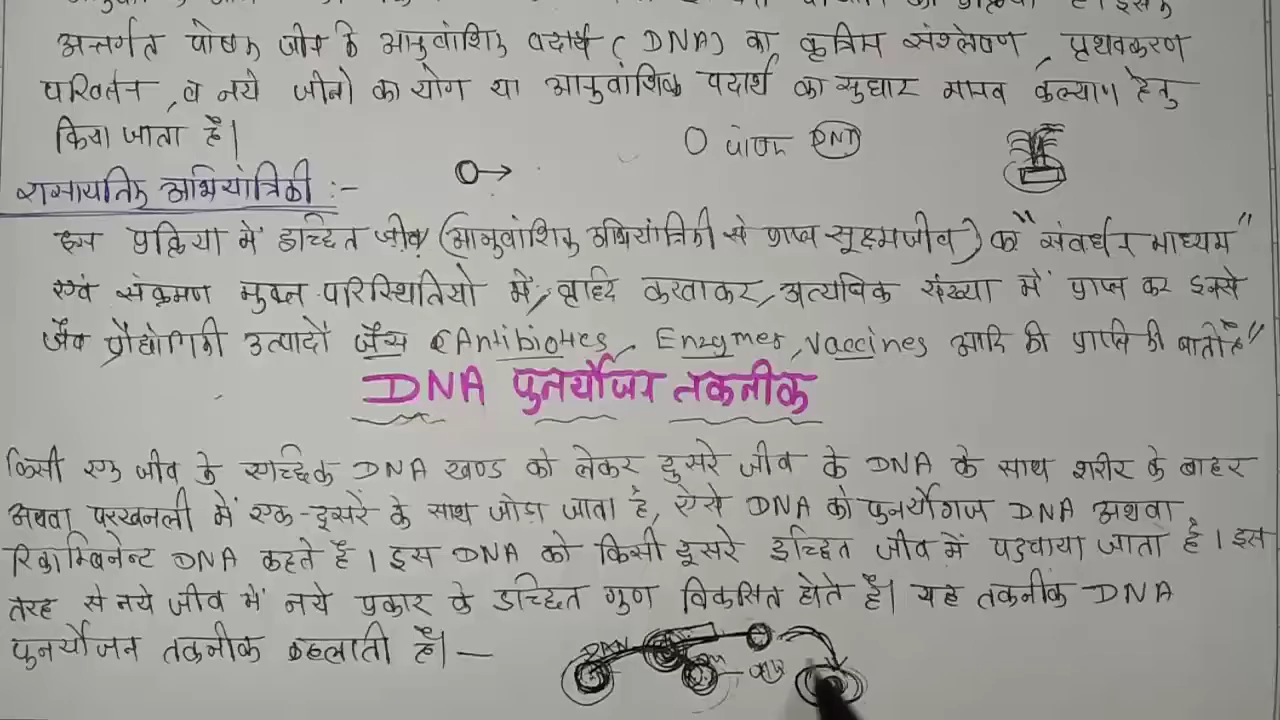 अन्तर्गत पोषक जीव के आनुवांशिक पदार्थ (DNA) का कृत्रिम संश्लेषण, पृथक्करण
परिवर्तन, व नये जीनो का योग या आनुवांशिक पदार्थ का सुधार मानव कल्याण हेतु
किया जाता है।
पोषक DNA
रासायनिक अभियांत्रिकी :-
इस प्रक्रिया में इच्छित जीव (आनुवांशिक अभियांत्रिकी से प्राप्त सूक्ष्मजीव) को "संवर्धन माध्यम"
एवं संक्रमण मुक्त परिस्थितियो में, वृद्धि करवाकर, अत्यधिक संख्या में प्राप्त कर इनसे
जैव प्रौद्योगिकी उत्पादों जैसे Antibiotics, Enzymes, Vaccines आदि की प्राप्ति की जाती है"
DNA पुनर्योजन तकनीक
किसी एक जीव के एच्छिक DNA खण्ड को लेकर दुसरे जीव के DNA के साथ शरीर के बाहर
अथवा परखनली में एक-दूसरे के साथ जोड़ा जाता है, ऐसे DNA को पुनर्योगज DNA अथवा
रिकाम्बिनेन्ट DNA कहते है। इस DNA को किसी दूसरे इच्छित जीव में पहुचाया जाता है। इस
तरह से नये जीव में नये प्रकार के इच्छित गुण विकसित होते है। यह तकनीक DNA
पुनर्योजन तकनीक कहलाती है। —